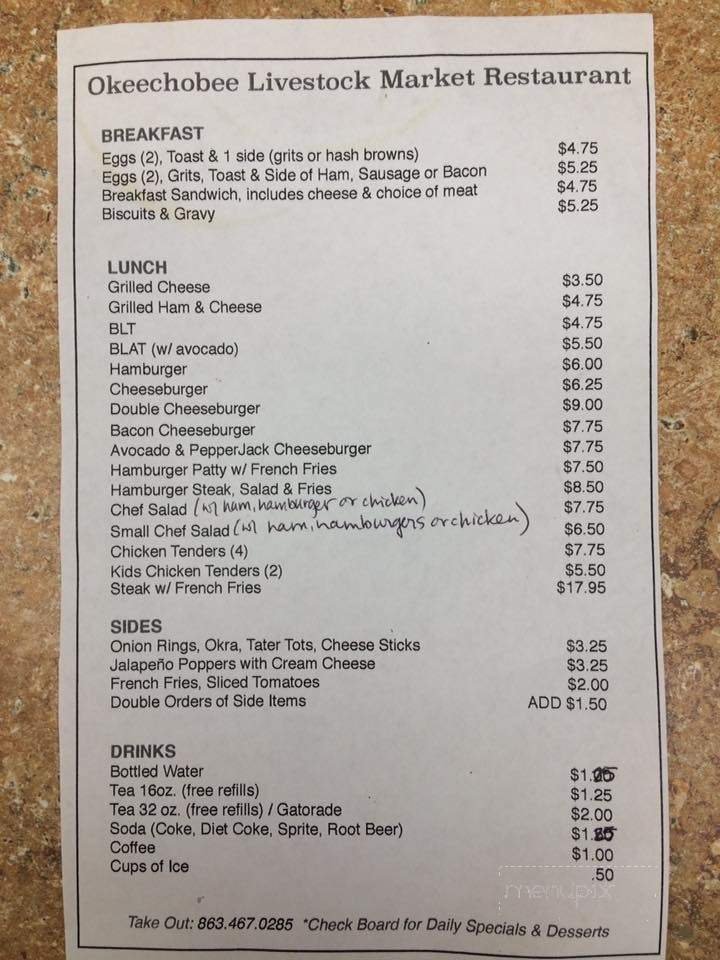 Okeechobee Livestock Market Restaurant
BREAKFAST
Eggs (2), Toast & 1 side (grits or hash browns) $4.75
Eggs (2), Grits, Toast & Side of Ham, Sausage or Bacon $5.25
Breakfast Sandwich, includes cheese & choice of meat $4.75
Biscuits & Gravy $5.25
LUNCH
Grilled Cheese $3.50
Grilled Ham & Cheese $4.75
BLT $4.75
BLAT (w/ avocado) $5.50
Hamburger $6.00
Cheeseburger $6.25
Double Cheeseburger $9.00
Bacon Cheeseburger $7.75
Avocado & PepperJack Cheeseburger $7.75
Hamburger Patty w/ French Fries $7.50
Hamburger Steak, Salad & Fries $8.50
Chef Salad (w/ ham, hamburger or chicken) $7.75
Small Chef Salad (w/ ham, hamburgers or chicken) $6.50
Chicken Tenders (4) $7.75
Kids Chicken Tenders (2) $5.50
Steak w/ French Fries $17.95
SIDES
Onion Rings, Okra, Tater Tots, Cheese Sticks $3.25
Jalapeño Poppers with Cream Cheese $3.25
French Fries, Sliced Tomatoes $2.00
Double Orders of Side Items ADD $1.50
DRINKS
Bottled Water
Tea 16oz. (free refills) $1.25
Tea 32 oz. (free refills) / Gatorade $2.00
Soda (Coke, Diet Coke, Sprite, Root Beer)
Coffee $1.00
Cups of Ice .50
menupix
Take Out: 863.467.0285 *Check Board for Daily Specials & Desserts